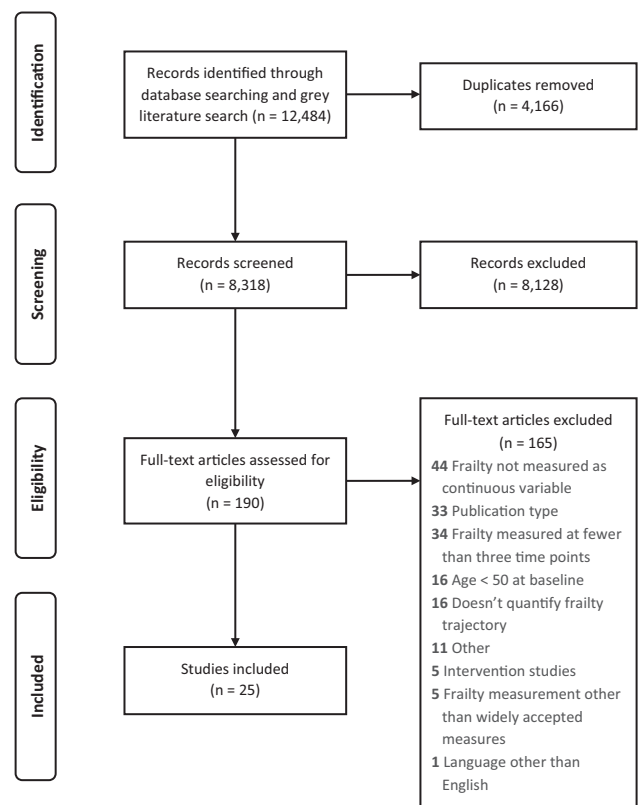 Identification
Records identified through
database searching and grey
literature search (n = 12,484)
Duplicates removed
(n = 4,166)
Screening
Records screened
(n = 8,318)
Records excluded
(n = 8,128)
Eligibility
Full-text articles assessed for
eligibility
(n = 190)
Full-text articles excluded
(n = 165)
44 Frailty not measured as
continuous variable
33 Publication type
34 Frailty measured at fewer
than three time points
16 Age < 50 at baseline
16 Doesn't quantify frailty
trajectory
11 Other
5 Intervention studies
5 Frailty measurement other
than widely accepted
measures
1 Language other than
English
Included
Studies included
(n = 25)